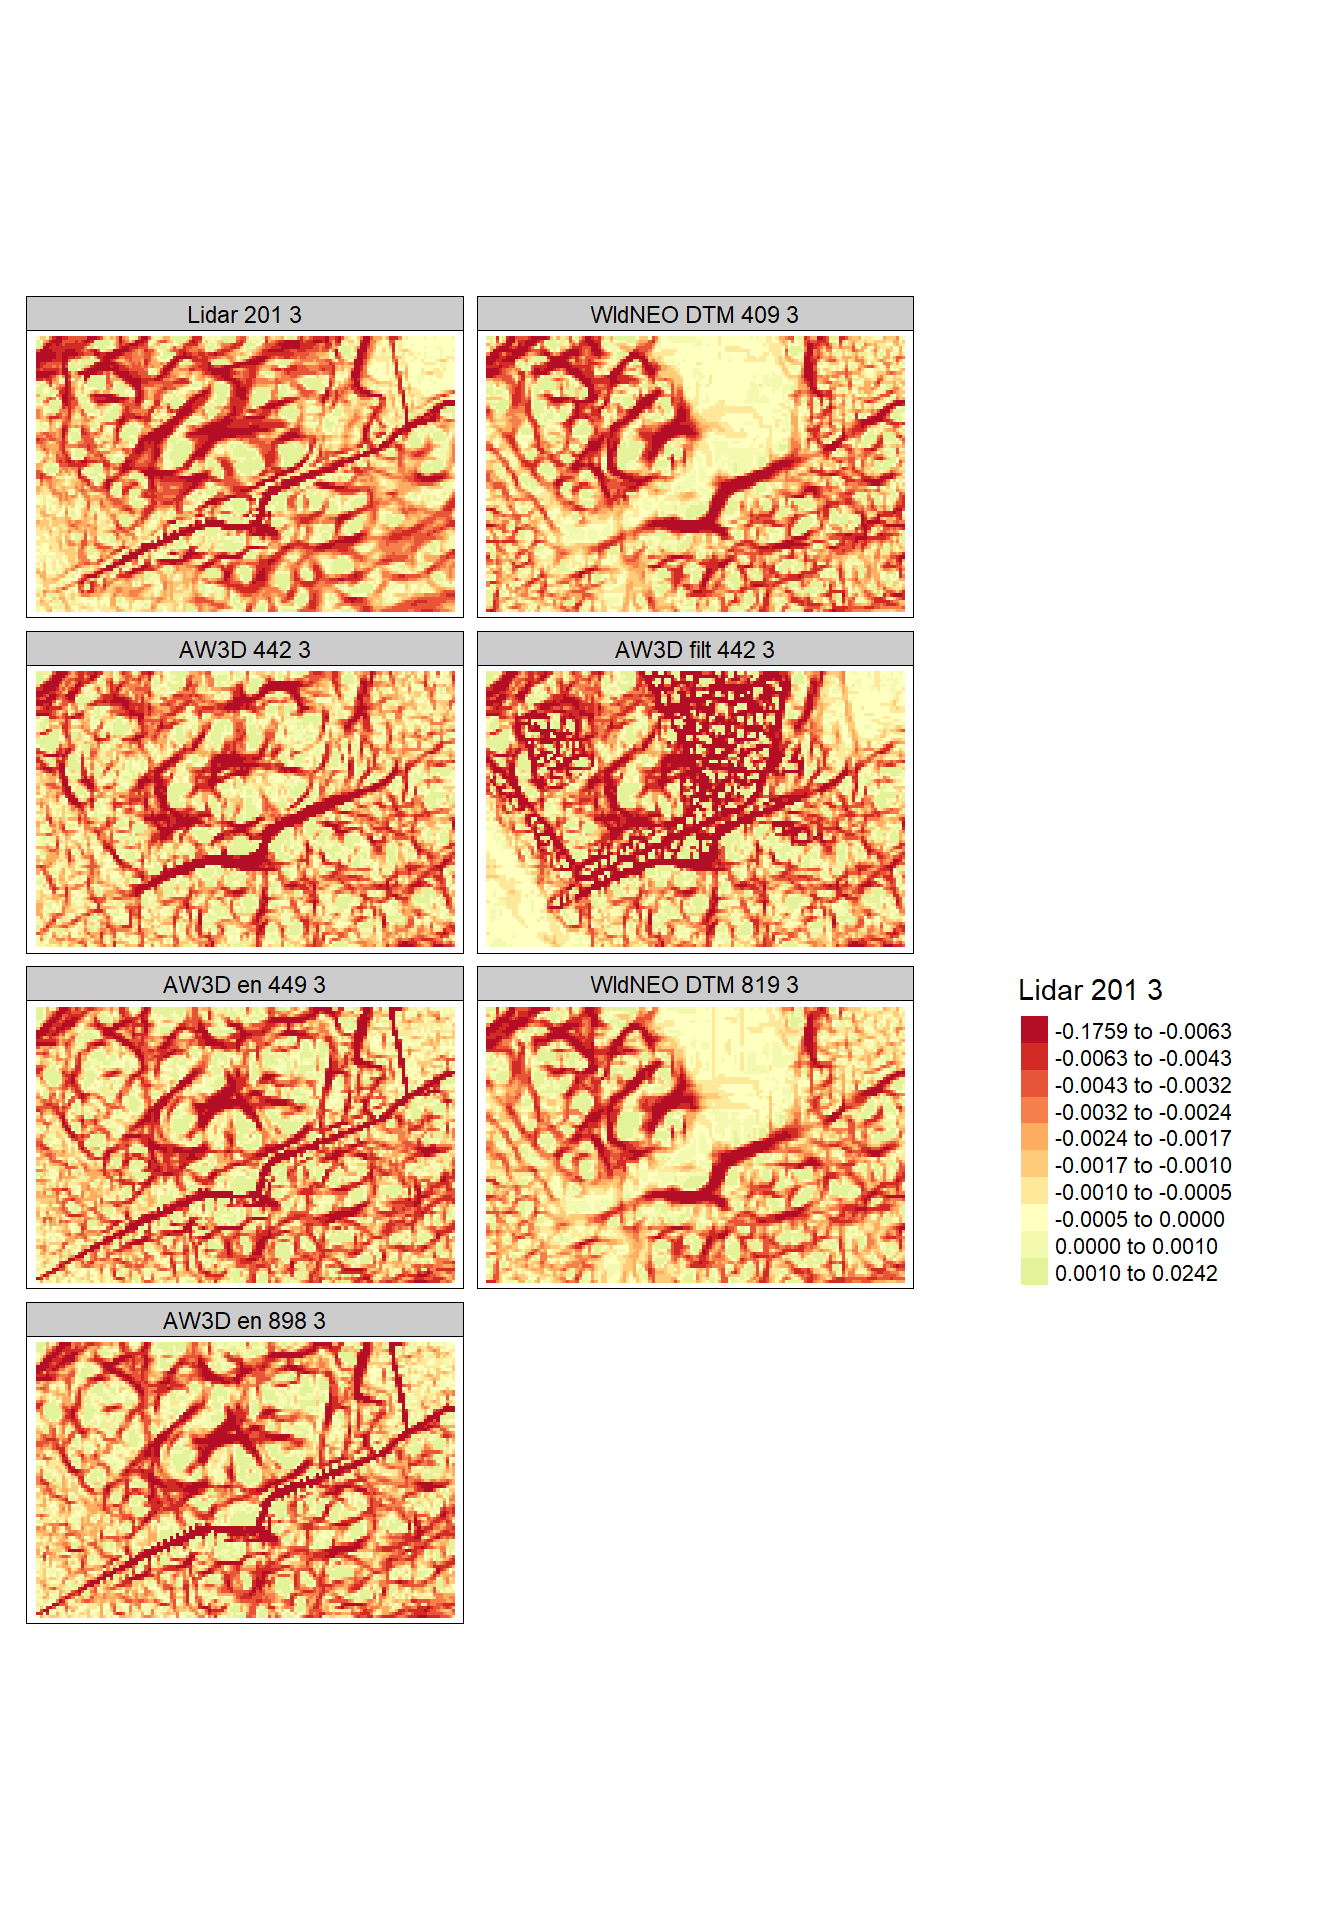 Lidar 201 3
WldNEO DTM 409 3
AW3D 442 3
AW3D filt 442 3
AW3D en 449 3
WldNEO DTM 819 3
AW3D en 898 3
Lidar 201 3
-0.1759 to -0.0063
-0.0063 to -0.0043
-0.0043 to -0.0032
-0.0032 to -0.0024
-0.0024 to -0.0017
-0.0017 to -0.0010
-0.0010 to -0.0005
-0.0005 to 0.0000
0.0000 to 0.0010
0.0010 to 0.0242